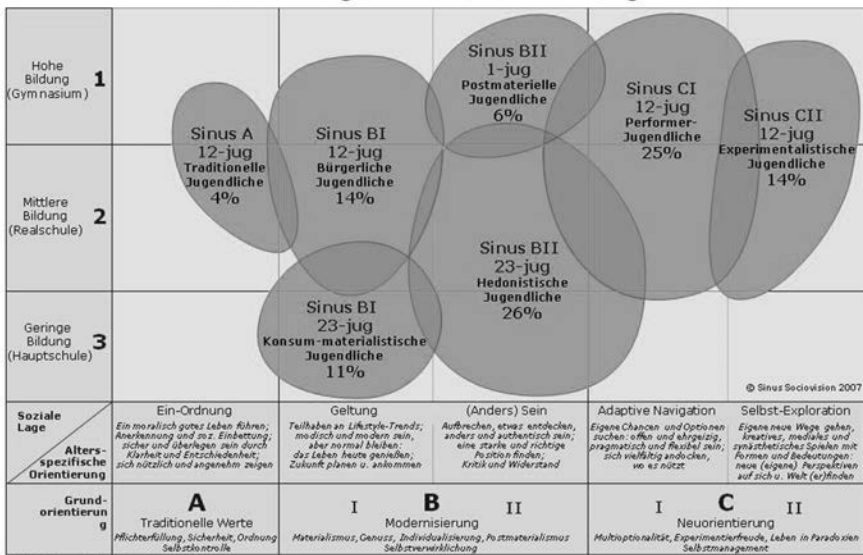 Hohe
Bildung
(Gymnasium)
1
Mittlere
Bildung
(Realschule)
2
Geringe
Bildung
(Hauptschule)
3
Sinus A
12-jug
Traditionelle
Jugendliche
4%
Sinus BI
12-jug
Bürgerliche
Jugendliche
14%
Sinus BII
1-jug
Postmaterielle
Jugendliche
6%
Sinus CI
12-jug
Performer-
Jugendliche
25%
Sinus CII
12-jug
Experimentalistische
Jugendliche
14%
Sinus BII
23-jug
Hedonistische
Jugendliche
26%
Sinus BI
23-jug
Konsum-materialistische
Jugendliche
11%
© Sinus Sociovision 2007
Soziale
Lage
Alters-
spezifische
Orientierung
Ein-Ordnung
Ein moralisch gutes Leben führen;
Anerkennung und soz. Einbettung;
sicher und überlegen sein durch
Klarheit und Entschiedenheit;
sich nützlich und angenehm zeigen
Geltung
Teilhaben an Lifestyle-Trends;
modisch und modern sein,
aber normal bleiben:
das Leben heute genießen;
Zukunft planen u. ankommen
(Anders) Sein
Aufbrechen, etwas entdecken,
anders und authentisch sein;
eine starke und richtige
Position finden;
Kritik und Widerstand
Adaptive Navigation
Eigene Chancen und Optionen
suchen: offen und ehrgeizig,
pragmatisch und flexibel sein;
sich vielfältig andocken,
wo es nützt
Selbst-Exploration
Eigene neue Wege gehen,
kreatives, mediales und
synästhetisches Spielen mit
Formen und Bedeutungen:
neue (eigene) Perspektiven
auf sich u. Welt (er)finden
Grund-
orientierun
g
A
Traditionelle Werte
Pflichterfüllung, Sicherheit, Ordnung
Selbstkontrolle
I B II
Modernisierung
Materialismus, Genuss, Individualisierung, Postmaterialismus
Selbstverwirklichung
I C II
Neuorientierung
Multioptionalität, Experimentierfreude, Leben in Paradoxien
Selbstmanagement